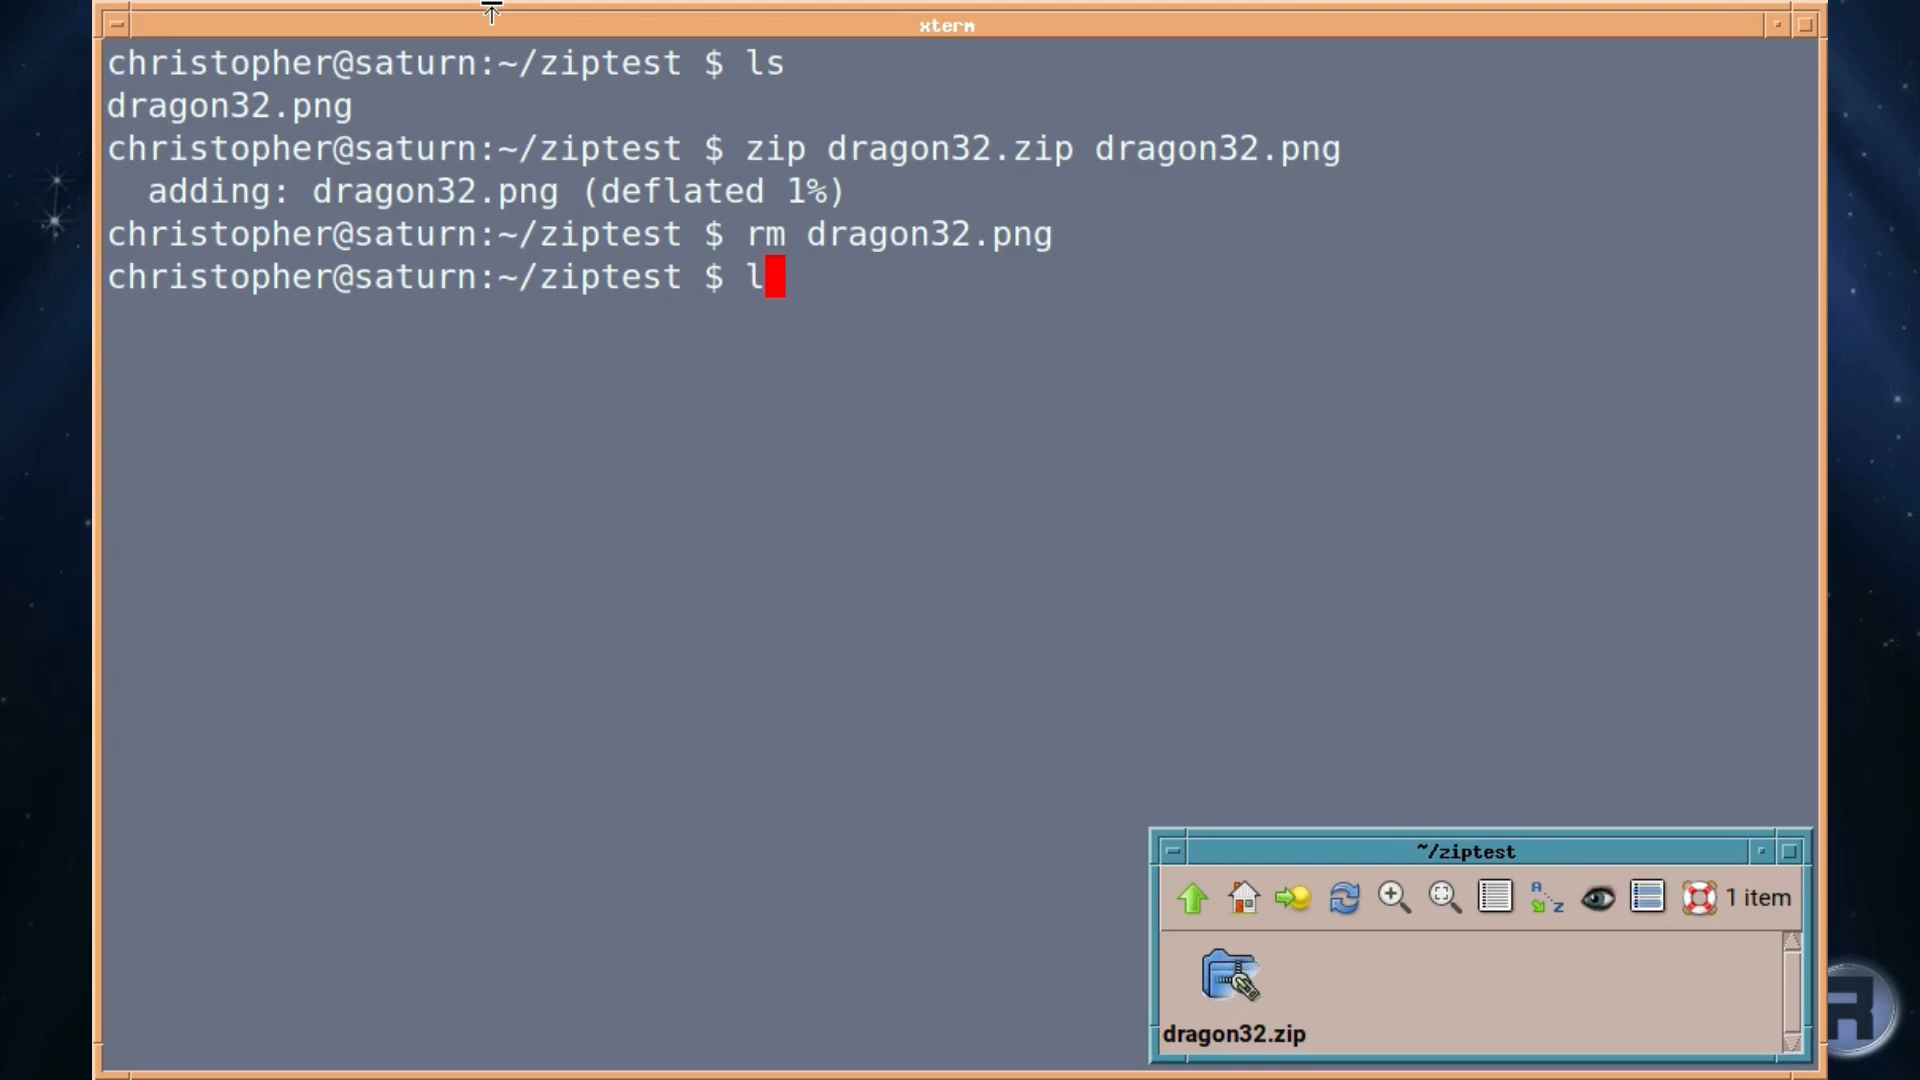 xterm
christopher@saturn:~/ziptest $ ls
dragon32.png
christopher@saturn:~/ziptest $ zip dragon32.zip dragon32.png
  adding: dragon32.png (deflated 1%)
christopher@saturn:~/ziptest $ rm dragon32.png
christopher@saturn:~/ziptest $ l
~/ziptest
A
Z
1 item
dragon32.zip
R